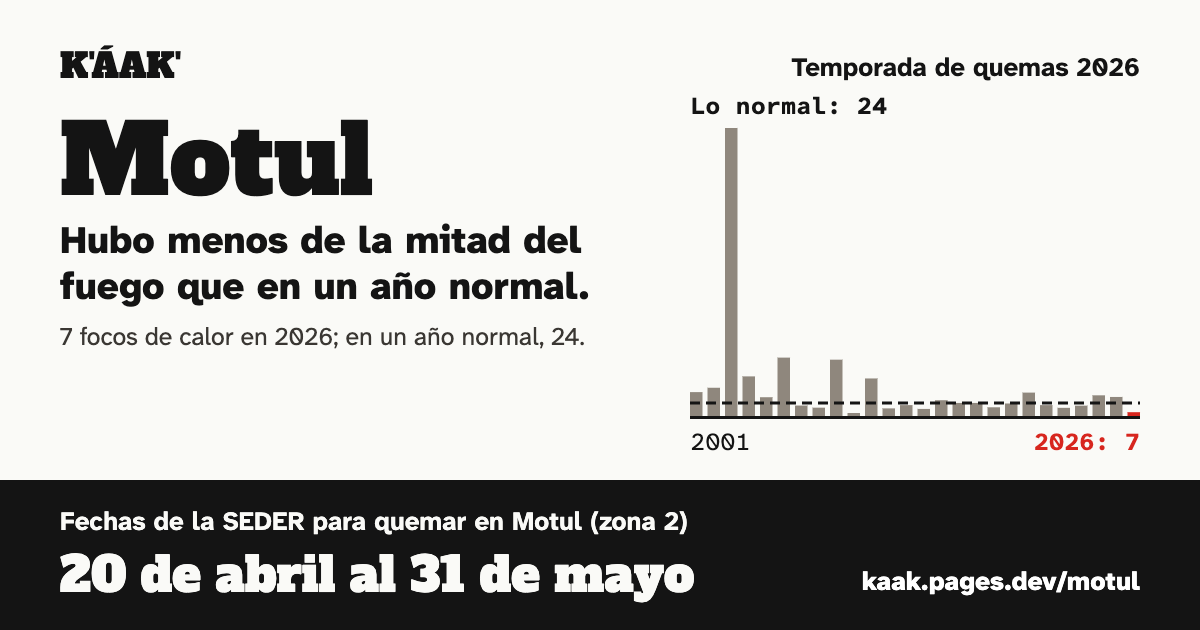 K'ÁAK'
Motul
Hubo menos de la mitad del
fuego que en un año normal.
7 focos de calor en 2026; en un año normal, 24.
Temporada de quemas 2026
Lo normal: 24
2001
2026: 7
Fechas de la SEDER para quemar en Motul (zona 2)
20 de abril al 31 de mayo
kaak.pages.dev/motul